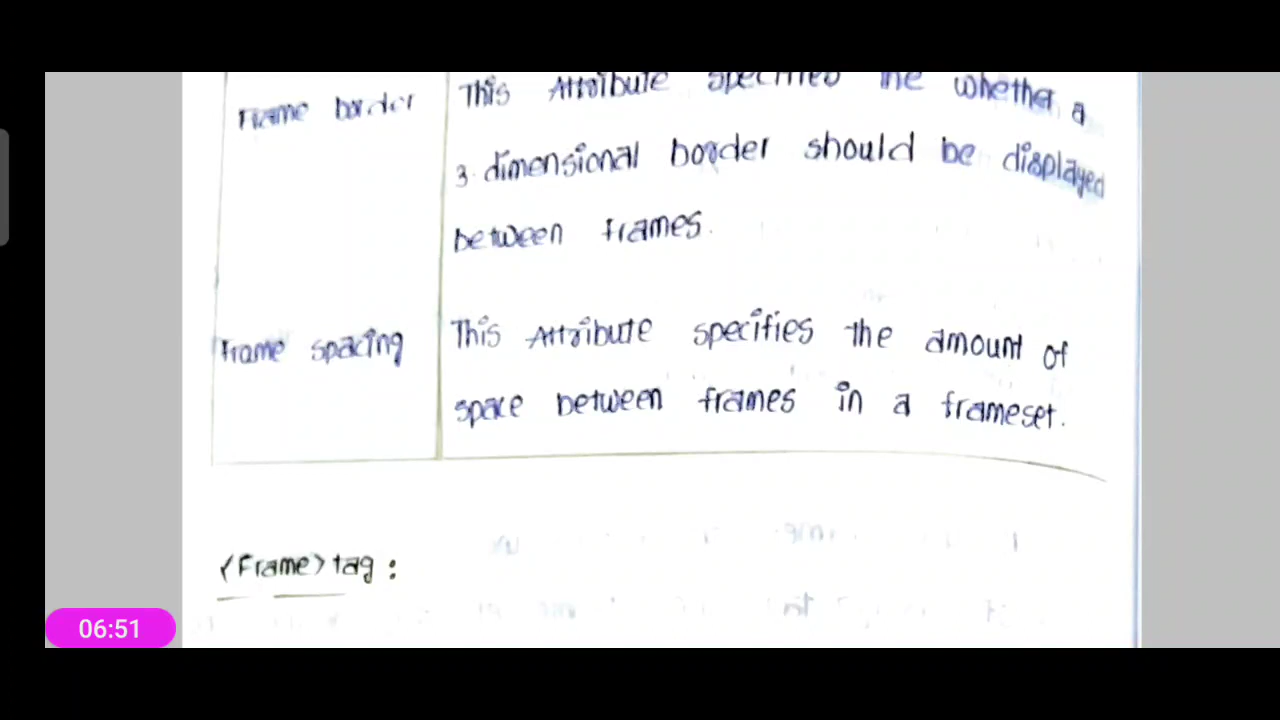 Frame border
This Attribute specifies the whether a
3. dimensional border should be displayed
between frames.
Frame spacing
This Attribute specifies the amount of
space between frames in a frameset.
<Frame> tag:
06:51